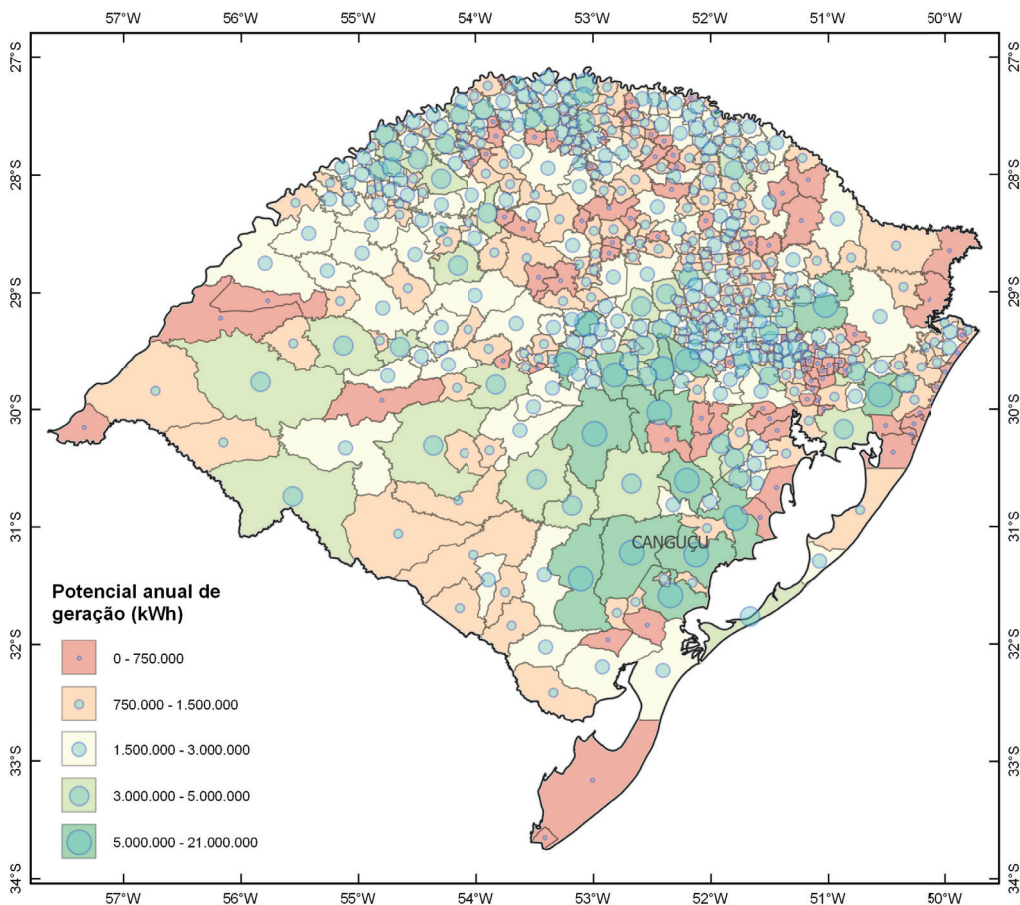 57°W 56°W 55°W 54°W 53°W 52°W 51°W 50°W
27°S 27°S
28°S 28°S
29°S 29°S
30°S 30°S
31°S 31°S
CANGUÇU
Potencial anual de
geração (kWh)
32°S 32°S
0 - 750.000
750.000 - 1.500.000
1.500.000 - 3.000.000
33°S 33°S
3.000.000 - 5.000.000
5.000.000 - 21.000.000
34°S 34°S
57°W 56°W 55°W 54°W 53°W 52°W 51°W 50°W